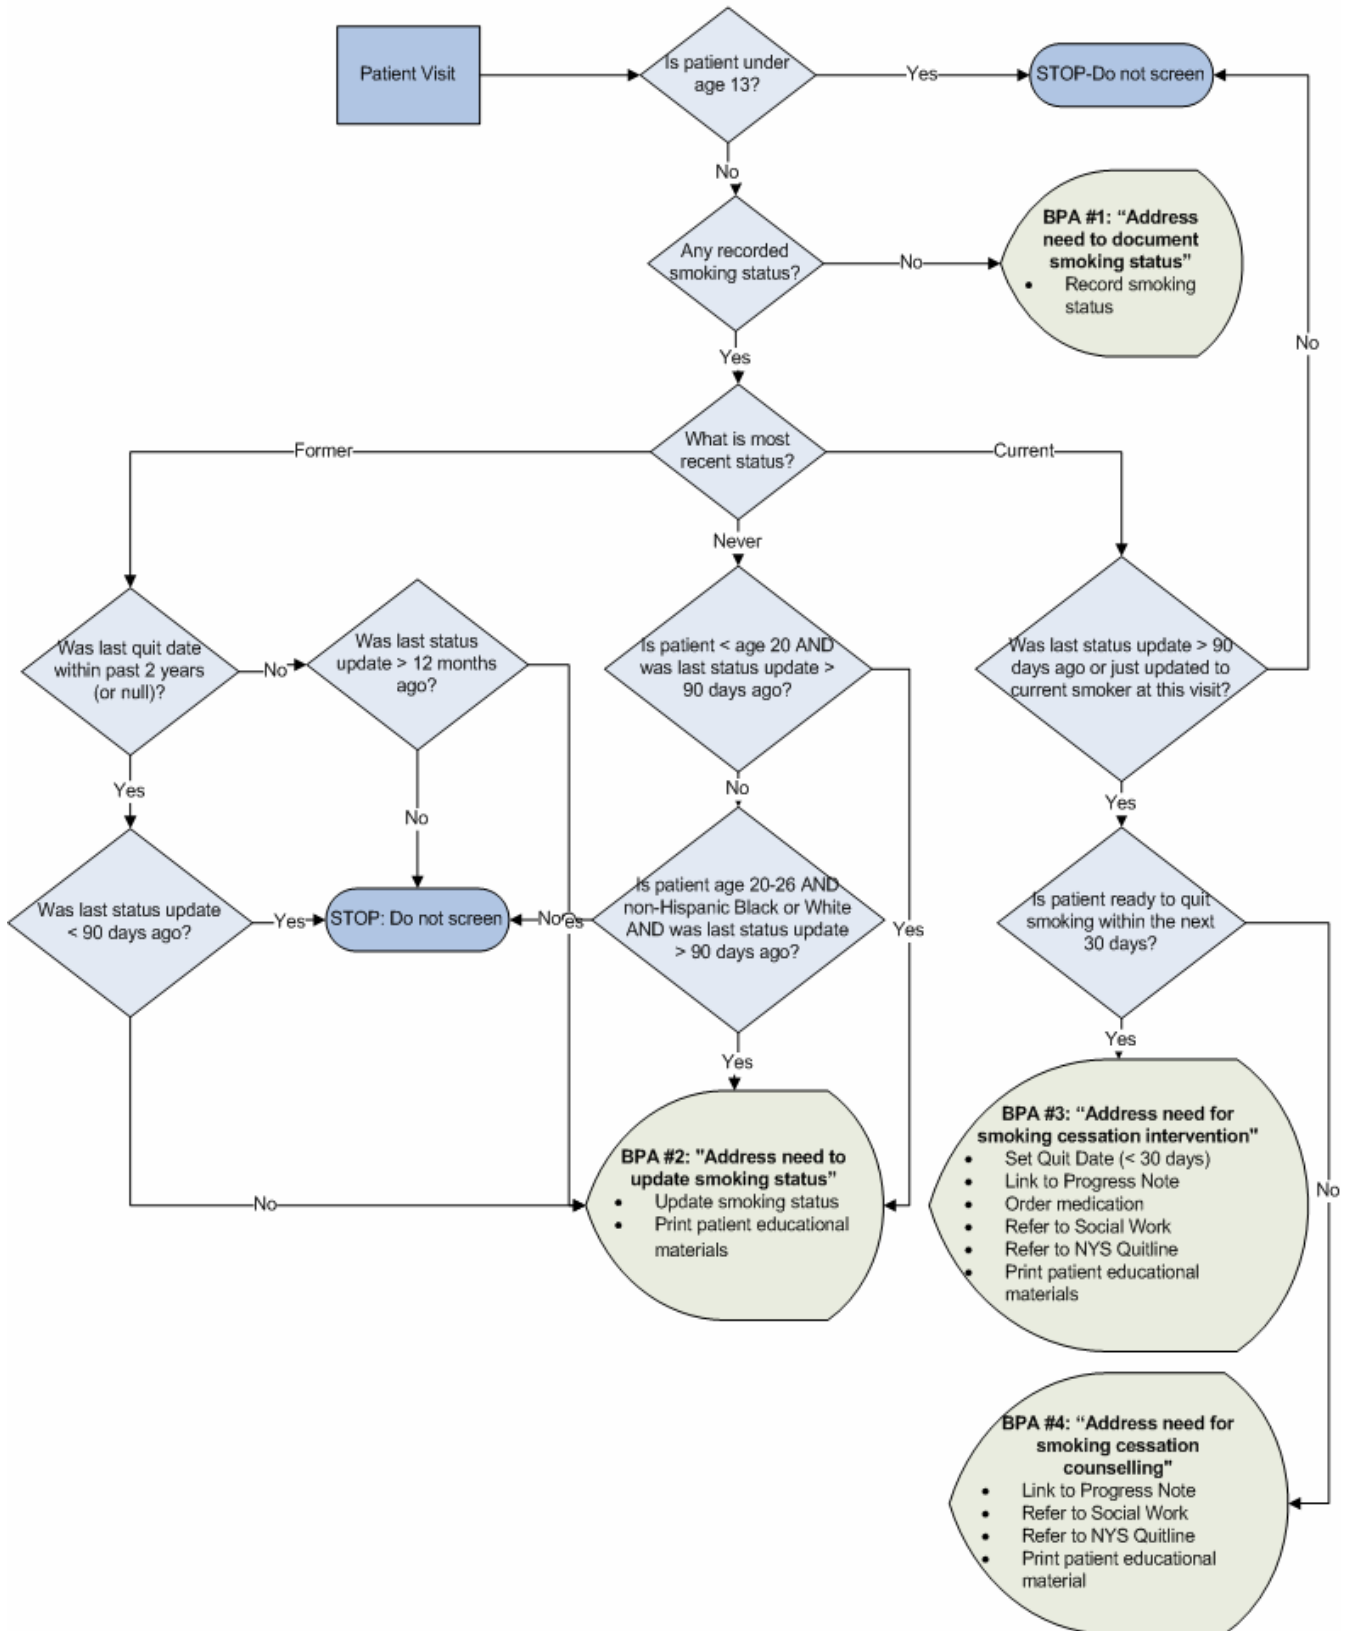 Patient Visit
Is patient under
age 13?
Yes
STOP-Do not screen
No
Any recorded
smoking status?
No
BPA #1: “Address
need to document
smoking status”
• Record smoking
status
No
Yes
What is most
recent status?
Former
Current
Never
Was last quit date
within past 2 years
(or null)?
No
Was last status
update > 12 months
ago?
Is patient < age 20 AND
was last status update >
90 days ago?
Was last status update > 90
days ago or just updated to
current smoker at this visit?
Yes
No
No
Yes
Was last status update
< 90 days ago?
Yes
STOP: Do not screen
No
es
Is patient age 20-26 AND
non-Hispanic Black or White
AND was last status update
> 90 days ago?
Yes
Is patient ready to quit
smoking within the next
30 days?
Yes
Yes
No
BPA #2: "Address need to
update smoking status”
• Update smoking status
• Print patient educational
materials
BPA #3: “Address need for
smoking cessation intervention"
• Set Quit Date (< 30 days)
• Link to Progress Note
• Order medication
• Refer to Social Work
• Refer to NYS Quitline
• Print patient educational
materials
No
BPA #4: “Address need for
smoking cessation
counselling"
• Link to Progress Note
• Refer to Social Work
• Refer to NYS Quitline
• Print patient educational
material